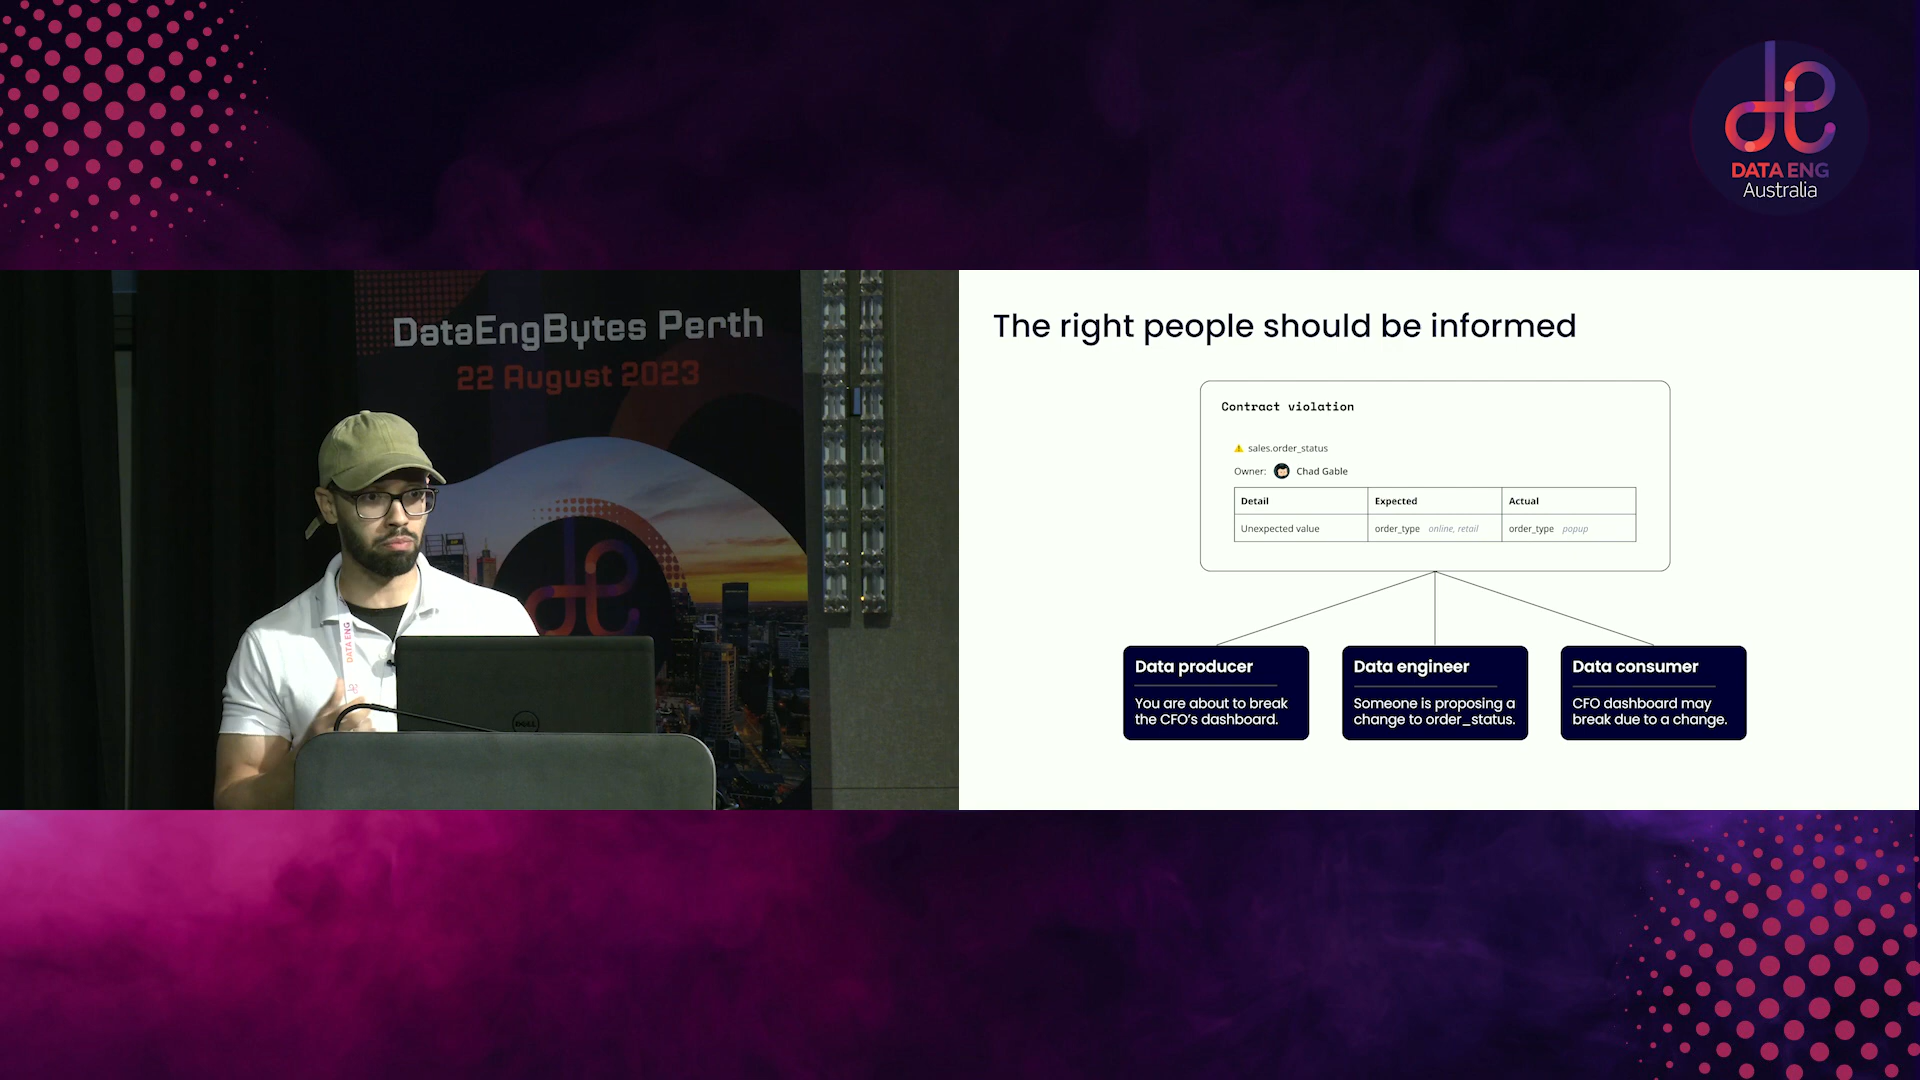 DATA ENG
Australia
DataEngBytes Perth
22 August 2023
DATA ENG
DELL
The right people should be informed
Contract violation
sales.order_status
Owner: Chad Gable
Detail Expected Actual
Unexpected value order_type online, retail order_type popup
Data producer
You are about to break
the CFO's dashboard.
Data engineer
Someone is proposing a
change to order_status.
Data consumer
CFO dashboard may
break due to a change.